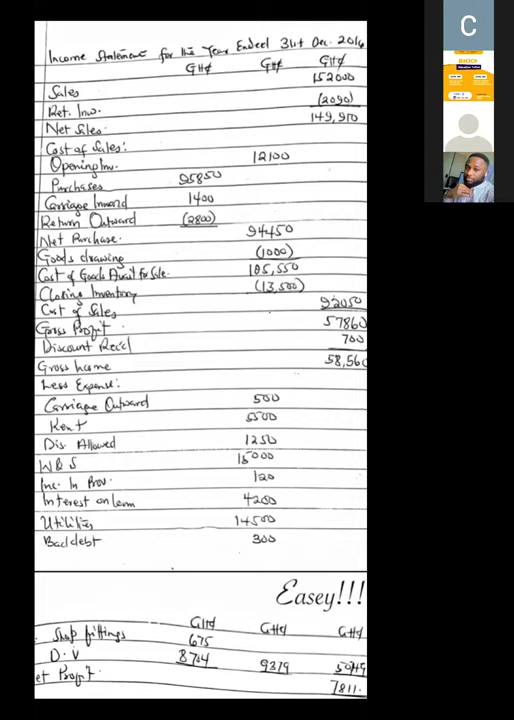 C
Income Statement for the Year Ended 31st Dec. 2016
GH¢ GH¢ GH¢
Sales 152000
Ret. Inw. (2090)
Net Sales. 149,910
Cost of Sales:
Opening Inv. 12100
Purchases 95850
Carriage Inward 1400
Return Outward (2800)
Net Purchase. 94450
Goods drawing (1000)
Cost of Goods Avail for Sale. 105,550
Closing Inventory (13,500)
Cost of Sales 92050
Gross Profit 57860
Discount Rec'd 700
Gross Income 58,560
Less Expense:
Carriage Outward 500
Rent 5500
Dis. Allowed 1250
W&S 15000
Inc. In Prov. 120
Interest on loan 4200
Utilities 14500
Bad debt 300
Easey!!!
GH¢ GH¢ GH¢
Shop fittings 675
D.V 8704 9379
et Profit. 7811.